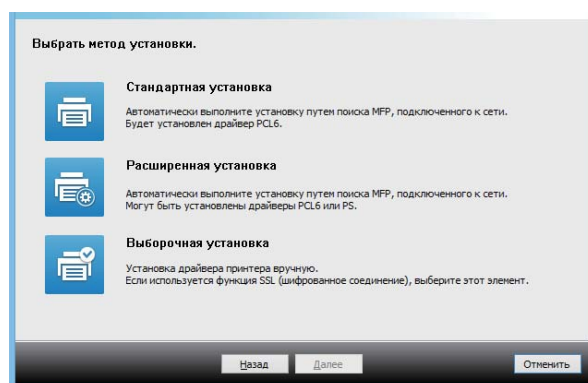 Выбрать метод установки.
Стандартная установка
Автоматически выполните установку путем поиска MFP, подключенного к сети.
Будет установлен драйвер PCL6.
Расширенная установка
Автоматически выполните установку путем поиска MFP, подключенного к сети.
Могут быть установлены драйверы PCL6 или PS.
Выборочная установка
Установка драйвера принтера вручную.
Если используется функция SSL (шифрованное соединение), выберите этот элемент.
Назад Далее Отменить